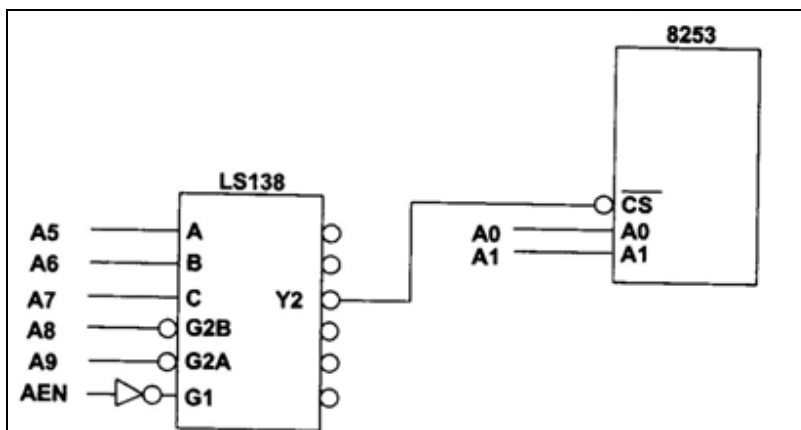 8253
LS138
CS
A0 A0
A1 A1
A5 A
A6 B
A7 C Y2
A8 G2B
A9 G2A
AEN G1